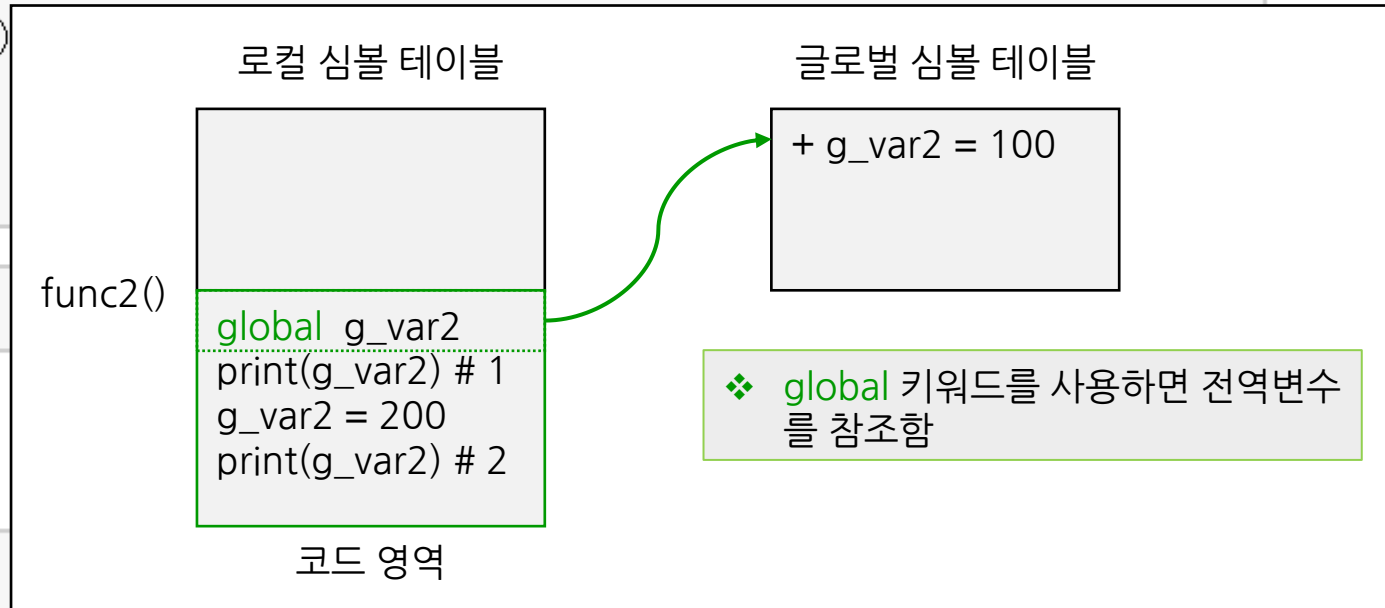 로컬 심볼 테이블
글로벌 심볼 테이블
+ g_var2 = 100
func2()
global g_var2
print(g_var2) # 1
g_var2 = 200
print(g_var2) # 2
❖ global 키워드를 사용하면 전역변수
를 참조함
코드 영역